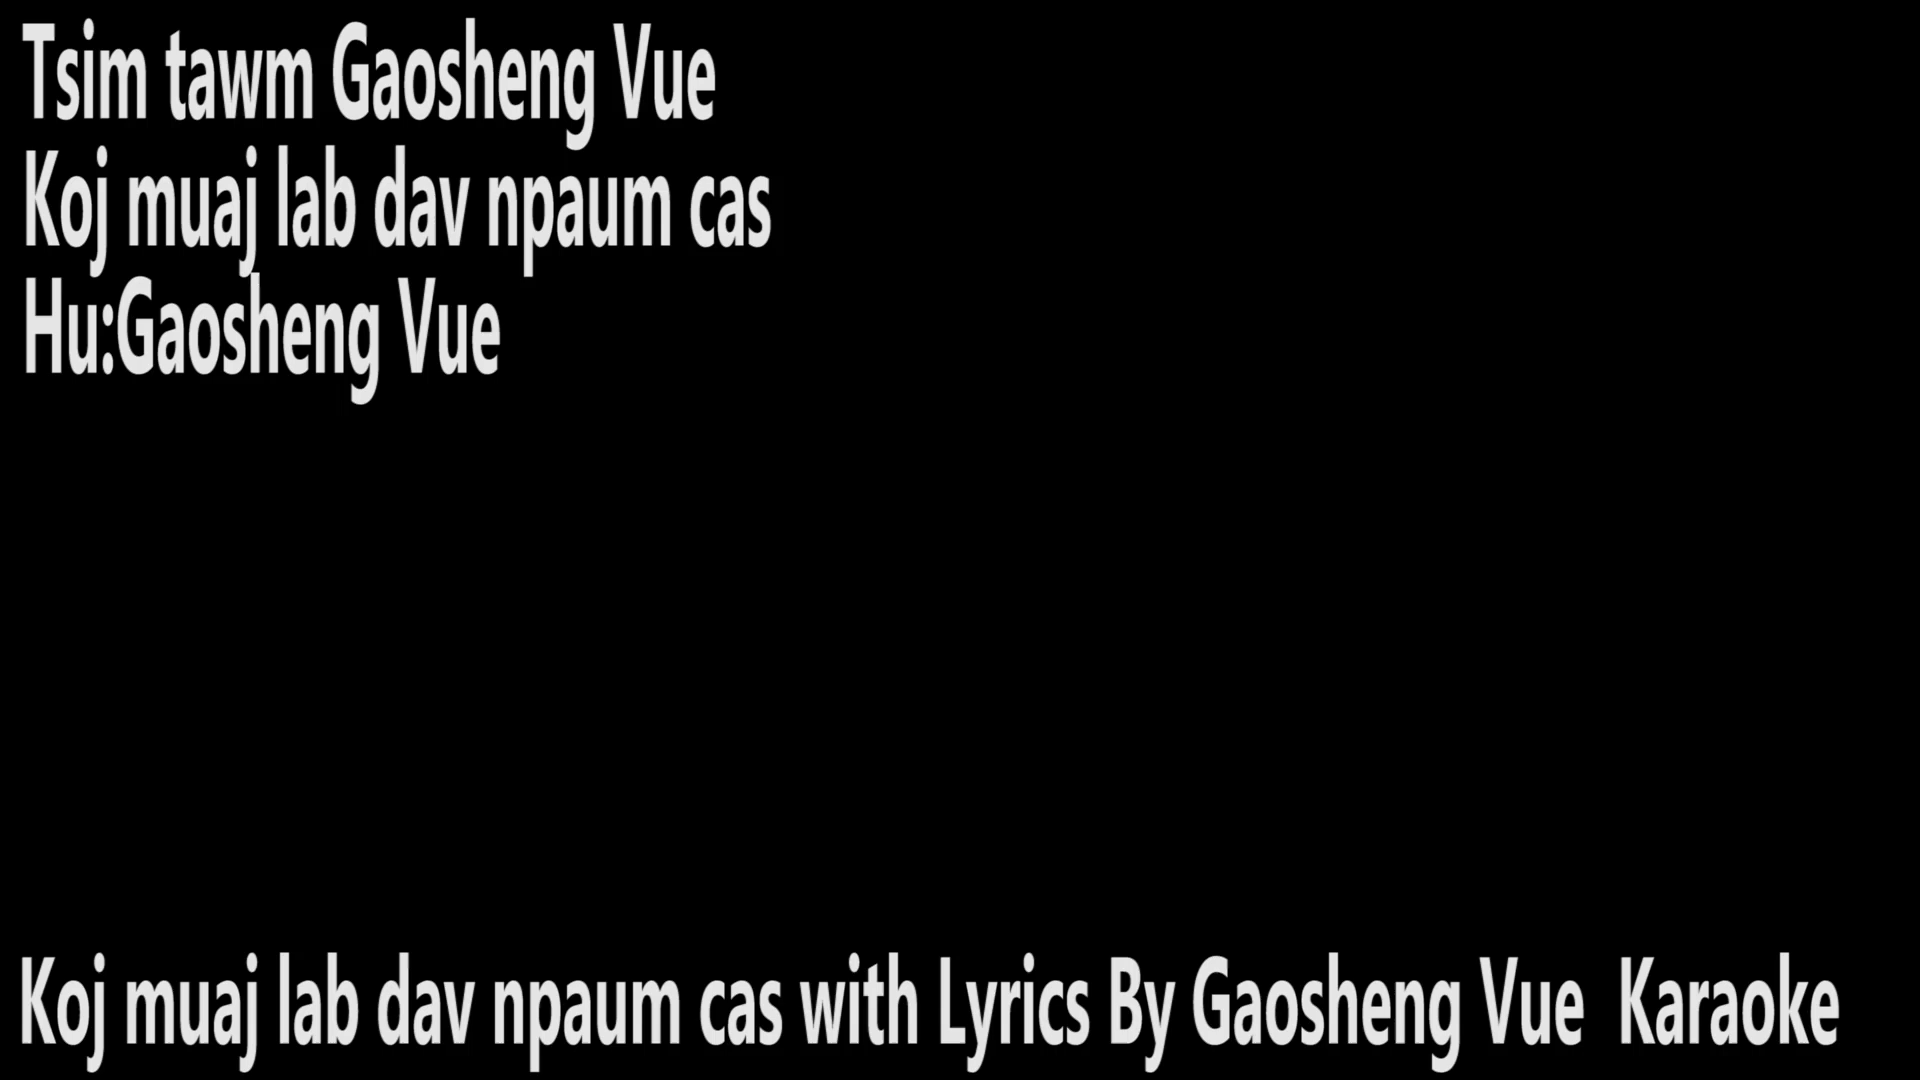 Tsim tawm Gaosheng Vue
Koj muaj lab dav npaum cas
Hu:Gaosheng Vue
Koj muaj lab dav npaum cas with Lyrics By Gaosheng Vue  Karaoke